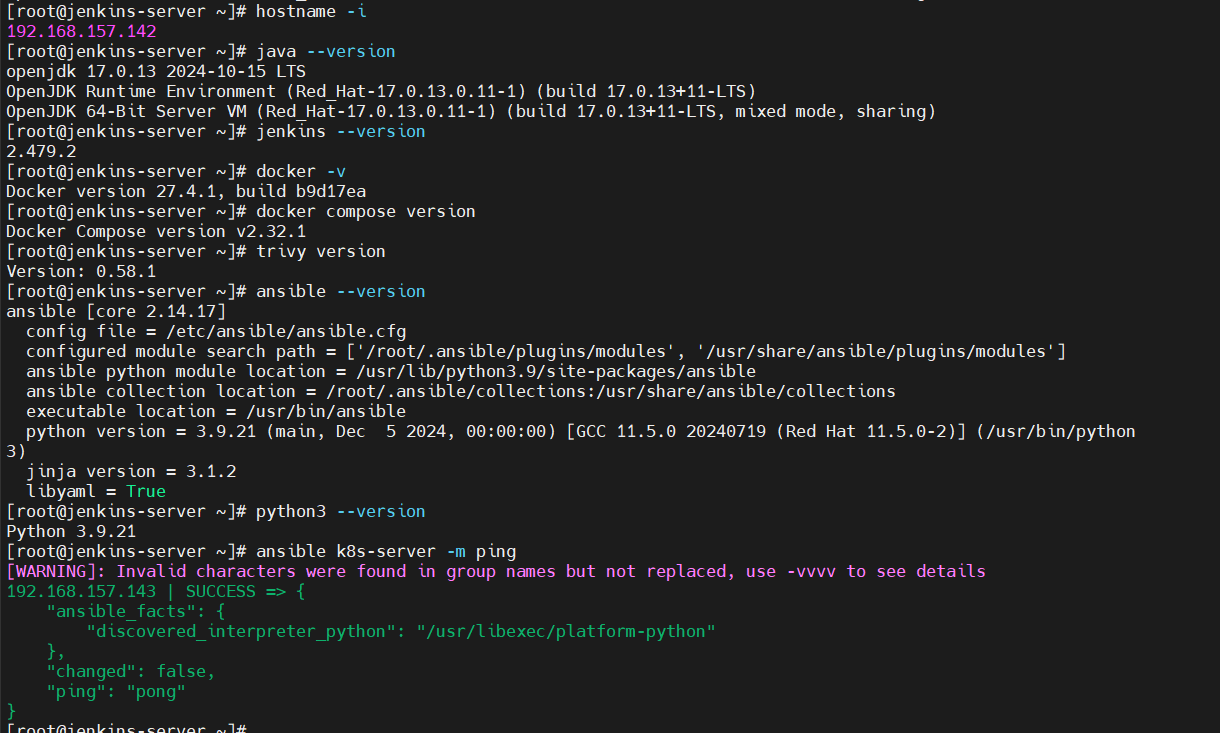 [root@jenkins-server ~]# hostname -i
192.168.157.142
[root@jenkins-server ~]# java --version
openjdk 17.0.13 2024-10-15 LTS
OpenJDK Runtime Environment (Red_Hat-17.0.13.0.11-1) (build 17.0.13+11-LTS)
OpenJDK 64-Bit Server VM (Red_Hat-17.0.13.0.11-1) (build 17.0.13+11-LTS, mixed mode, sharing)
[root@jenkins-server ~]# jenkins --version
2.479.2
[root@jenkins-server ~]# docker -v
Docker version 27.4.1, build b9d17ea
[root@jenkins-server ~]# docker compose version
Docker Compose version v2.32.1
[root@jenkins-server ~]# trivy version
Version: 0.58.1
[root@jenkins-server ~]# ansible --version
ansible [core 2.14.17]
  config file = /etc/ansible/ansible.cfg
  configured module search path = ['/root/.ansible/plugins/modules', '/usr/share/ansible/plugins/modules']
  ansible python module location = /usr/lib/python3.9/site-packages/ansible
  ansible collection location = /root/.ansible/collections:/usr/share/ansible/collections
  executable location = /usr/bin/ansible
  python version = 3.9.21 (main, Dec  5 2024, 00:00:00) [GCC 11.5.0 20240719 (Red Hat 11.5.0-2)] (/usr/bin/python
3)
  jinja version = 3.1.2
  libyaml = True
[root@jenkins-server ~]# python3 --version
Python 3.9.21
[root@jenkins-server ~]# ansible k8s-server -m ping
[WARNING]: Invalid characters were found in group names but not replaced, use -vvvv to see details
192.168.157.143 | SUCCESS => {
    "ansible_facts": {
        "discovered_interpreter_python": "/usr/libexec/platform-python"
    },
    "changed": false,
    "ping": "pong"
}
[root@jenkins-server ~]#